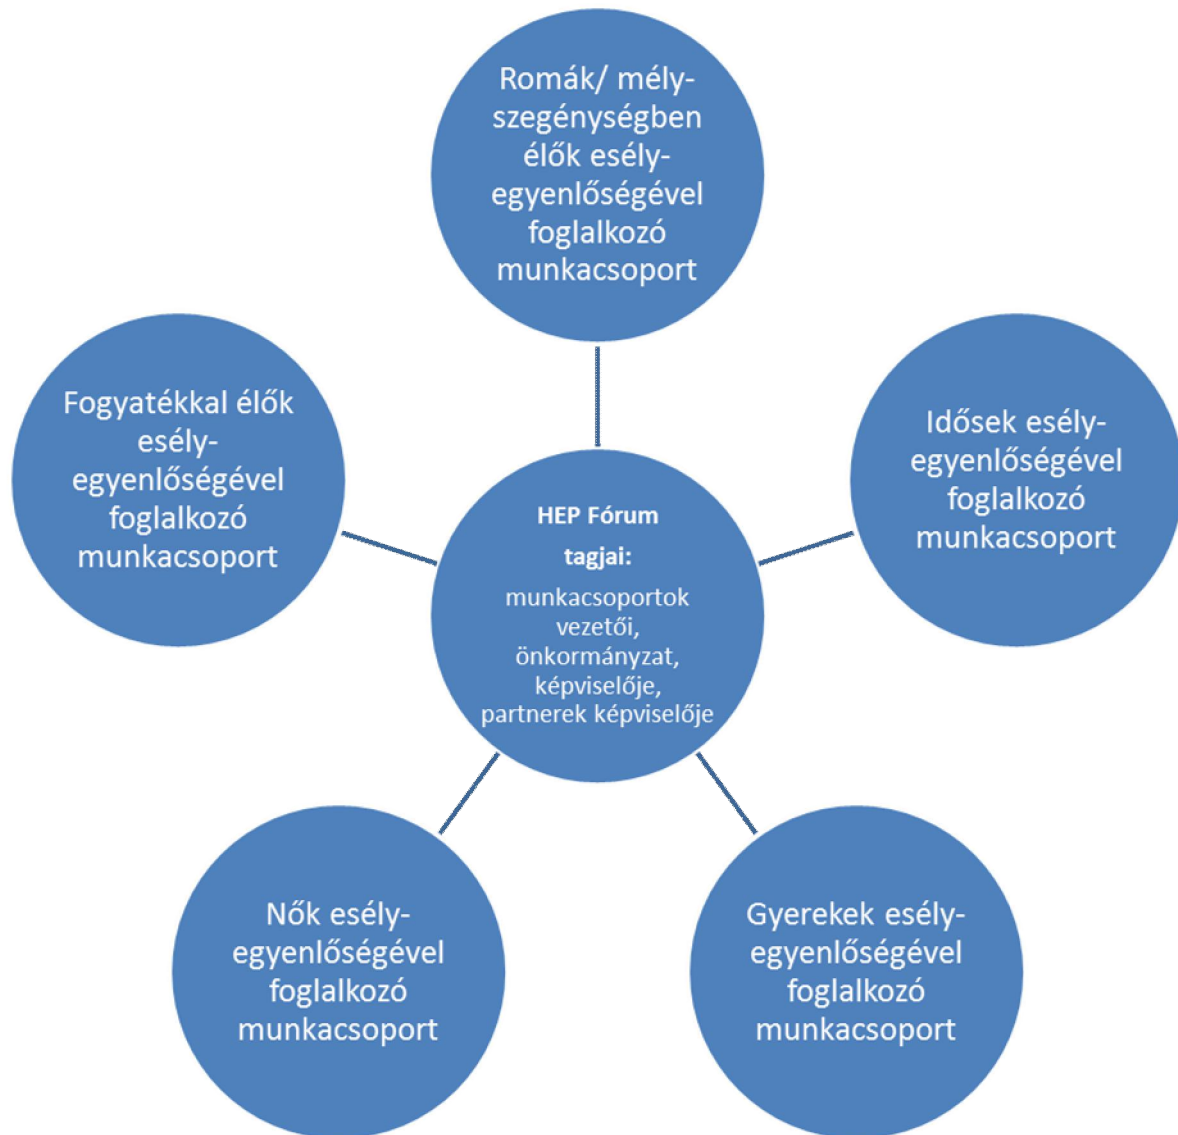 Romák/ mély-
szegénységben
élők esély-
egyenlőségével
foglalkozó
munkacsoport
Fogyatékkal élők
esély-
egyenlőségével
foglalkozó
munkacsoport
Idősek esély-
egyenlőségével
foglalkozó
munkacsoport
HEP Fórum
tagjai:
munkacsoportok
vezetői,
önkormányzat,
képviselője,
partnerek képviselője
Nők esély-
egyenlőségével
foglalkozó
munkacsoport
Gyerekek esély-
egyenlőségével
foglalkozó
munkacsoport